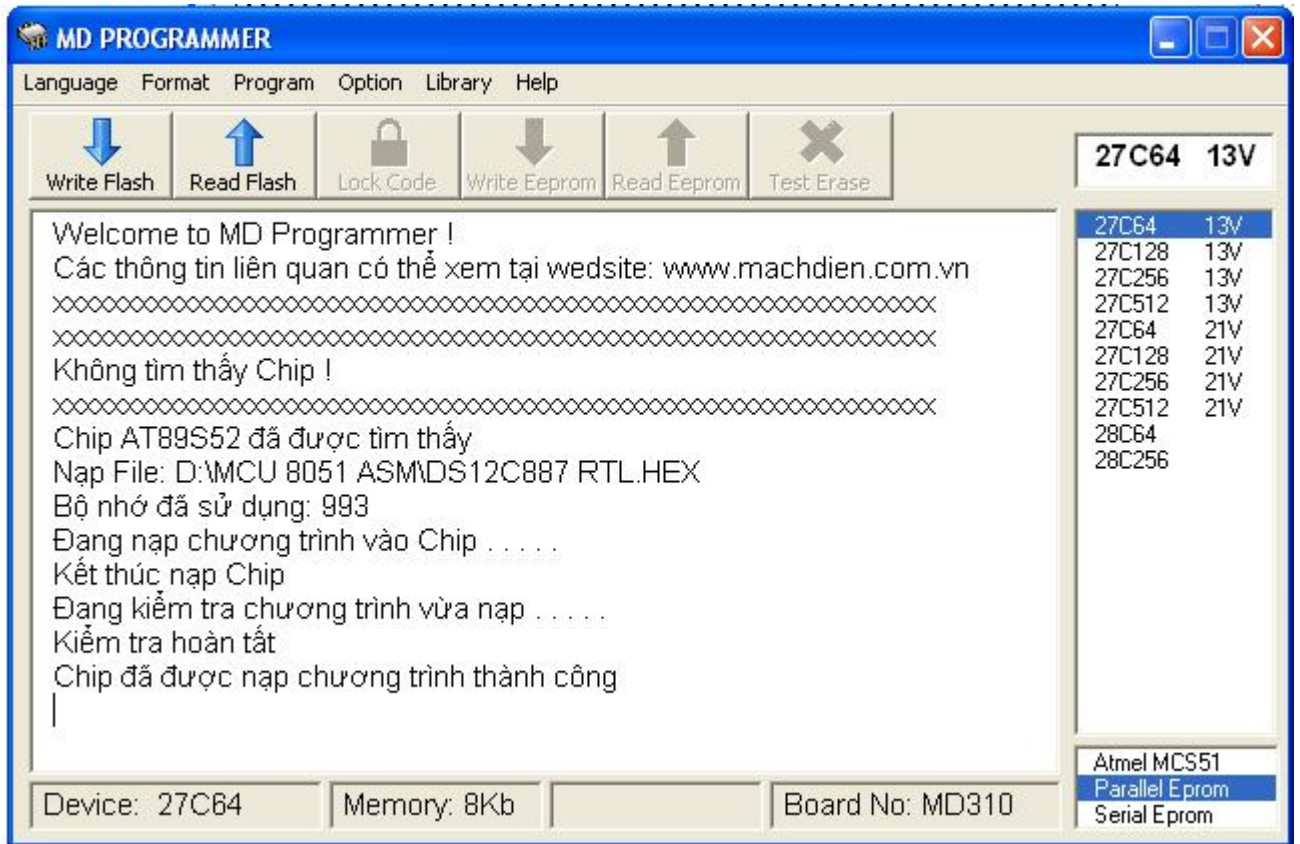 MD PROGRAMMER
Language Format Program Option Library Help
Write Flash Read Flash Lock Code Write Eeprom Read Eeprom Test Erase
27C64 13V
Welcome to MD Programmer !
Các thông tin liên quan có thể xem tại wedsite: www.machdien.com.vn
xxxxxxxxxxxxxxxxxxxxxxxxxxxxxxxxxxxxxxxxxxxxxxxxxxxxxxxxxxxxxxxxxxxx
xxxxxxxxxxxxxxxxxxxxxxxxxxxxxxxxxxxxxxxxxxxxxxxxxxxxxxxxxxxxxxxxxxxx
Không tìm thấy Chip !
xxxxxxxxxxxxxxxxxxxxxxxxxxxxxxxxxxxxxxxxxxxxxxxxxxxxxxxxxxxxxxxxxxxx
Chip AT89S52 đã được tìm thấy
Nạp File: D:\MCU 8051 ASM\DS12C887 RTL.HEX
Bộ nhớ đã sử dụng: 993
Đang nạp chương trình vào Chip . . . . .
Kết thúc nạp Chip
Đang kiểm tra chương trình vừa nạp . . . . .
Kiểm tra hoàn tất
Chip đã được nạp chương trình thành công
27C64 13V
27C128 13V
27C256 13V
27C512 13V
27C64 21V
27C128 21V
27C256 21V
27C512 21V
28C64
28C256
Atmel MCS51
Parallel Eprom
Serial Eprom
Device: 27C64 Memory: 8Kb Board No: MD310